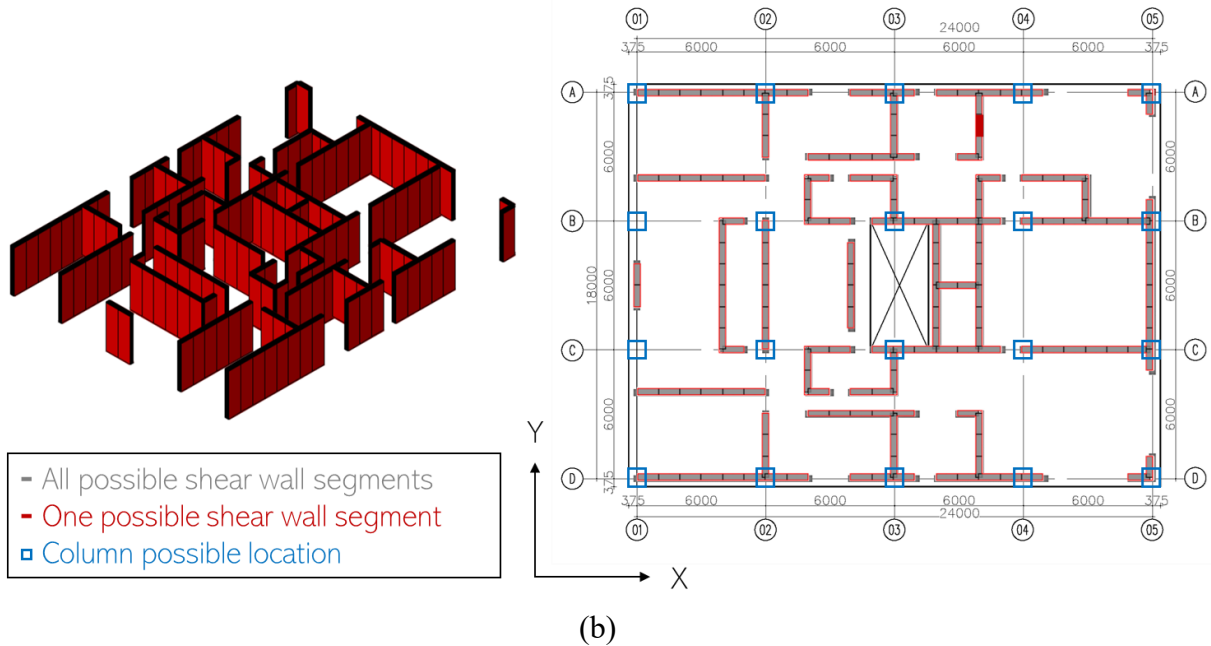 01 02 03 04 05
24000
375 6000 6000 6000 6000 375
A 375 A
6000 6000
B B
18000 6000 6000
C C
6000 6000
D 375 D
375 6000 6000 6000 6000 375
24000
01 02 03 04 05
- All possible shear wall segments
- One possible shear wall segment
Column possible location
Y
X
(b)